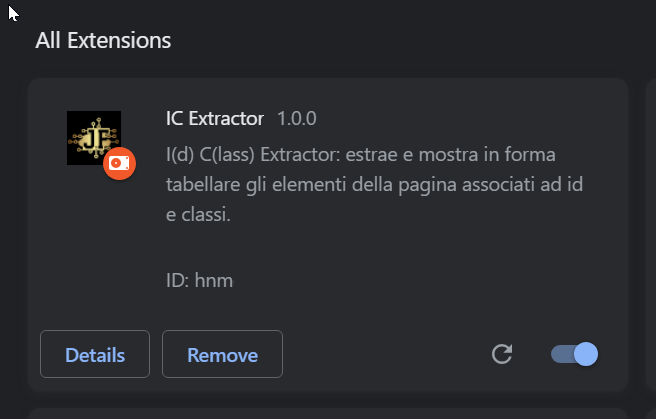 All Extensions
JF
IC Extractor 1.0.0
I(d) C(lass) Extractor: estrae e mostra in forma
tabellare gli elementi della pagina associati ad id
e classi.
ID: hnm
Details Remove